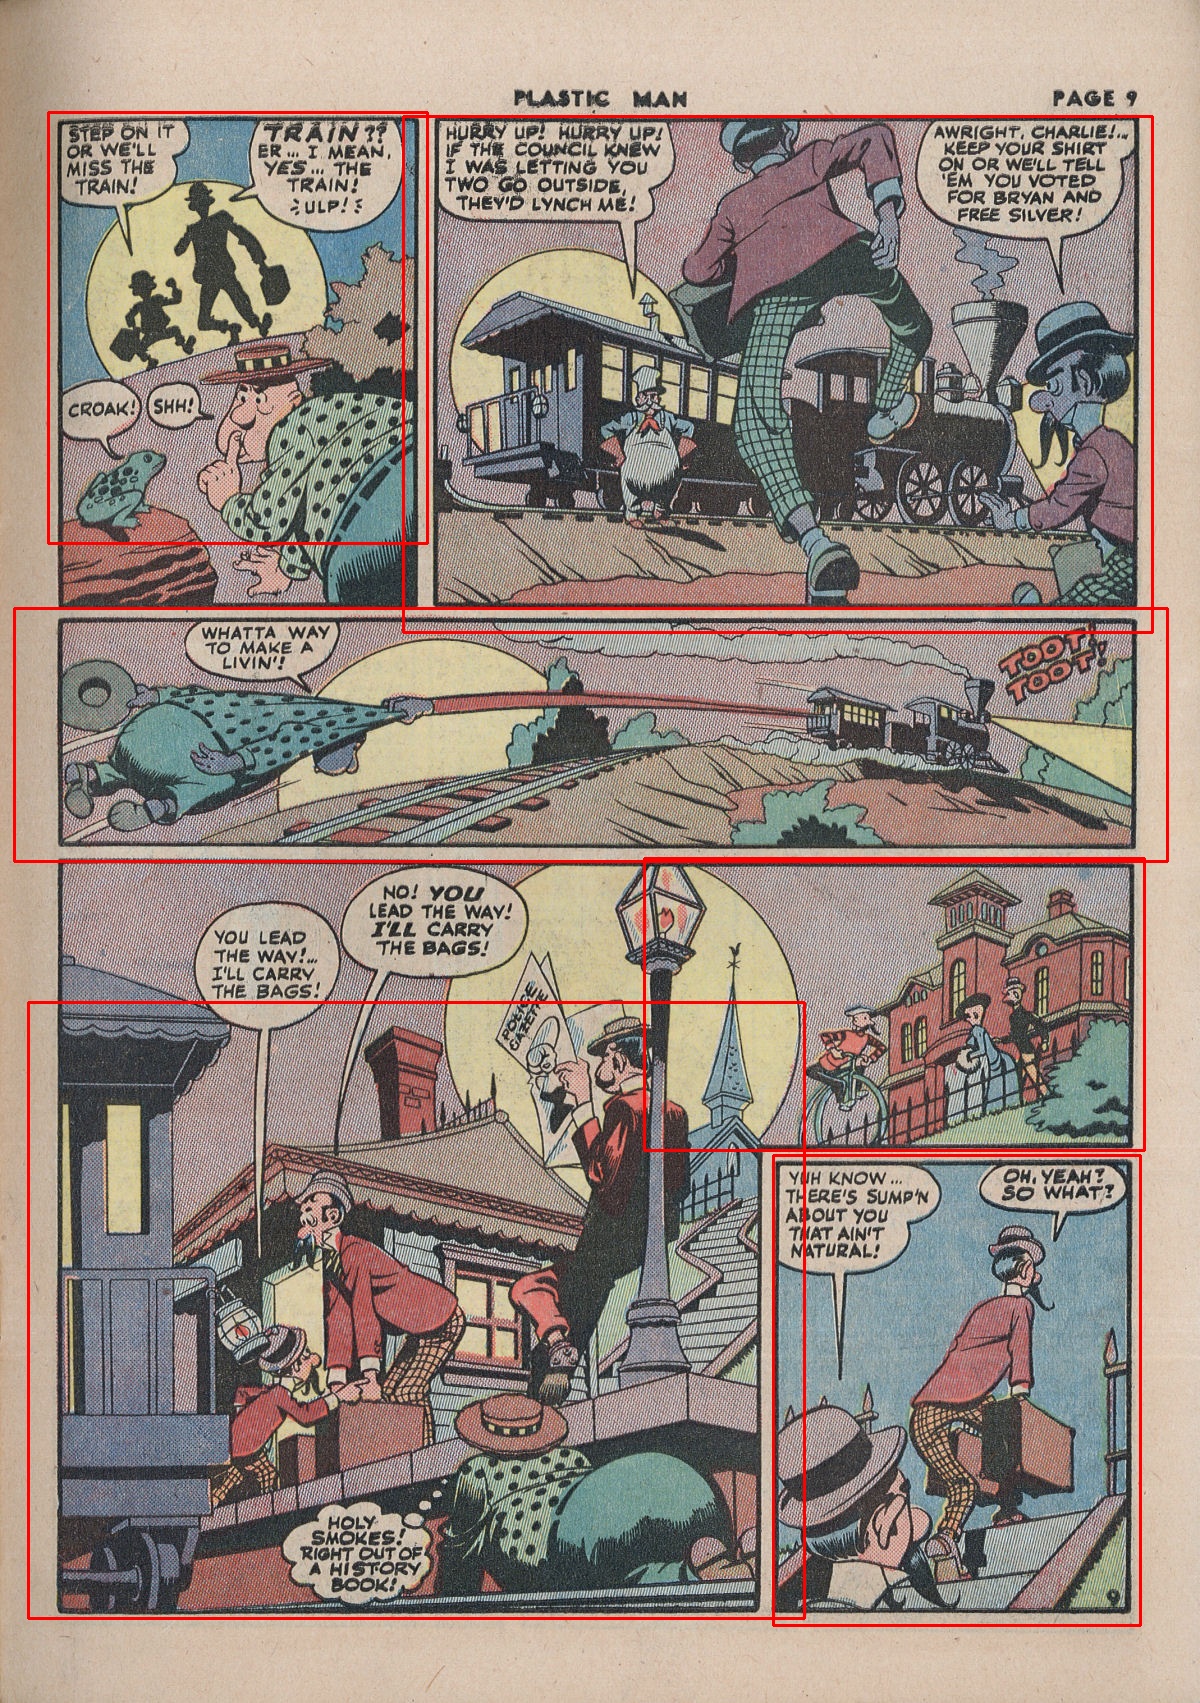 PLASTIC MAN
PAGE 9
STEP ON IT
OR WE'LL
MISS THE
TRAIN!
TRAIN??
ER... I MEAN,
YES... THE
TRAIN!
ULP!
CROAK!
SHH!
HURRY UP! HURRY UP!
IF THE COUNCIL KNEW
I WAS LETTING YOU
TWO GO OUTSIDE,
THEY'D LYNCH ME!
AWRIGHT, CHARLIE!...
KEEP YOUR SHIRT
ON OR WE'LL TELL
'EM YOU VOTED
FOR BRYAN AND
FREE SILVER!
WHATTA WAY
TO MAKE A
LIVIN'!
TOOT!
TOOT!
YOU LEAD
THE WAY!...
I'LL CARRY
THE BAGS!
NO! YOU
LEAD THE WAY!
I'LL CARRY
THE BAGS!
POLICE
GAZETTE
HOLY
SMOKES!
RIGHT OUT OF
A HISTORY
BOOK!
YUH KNOW...
THERE'S SUMP'N
ABOUT YOU
THAT AIN'T
NATURAL!
OH, YEAH?
SO WHAT?
9